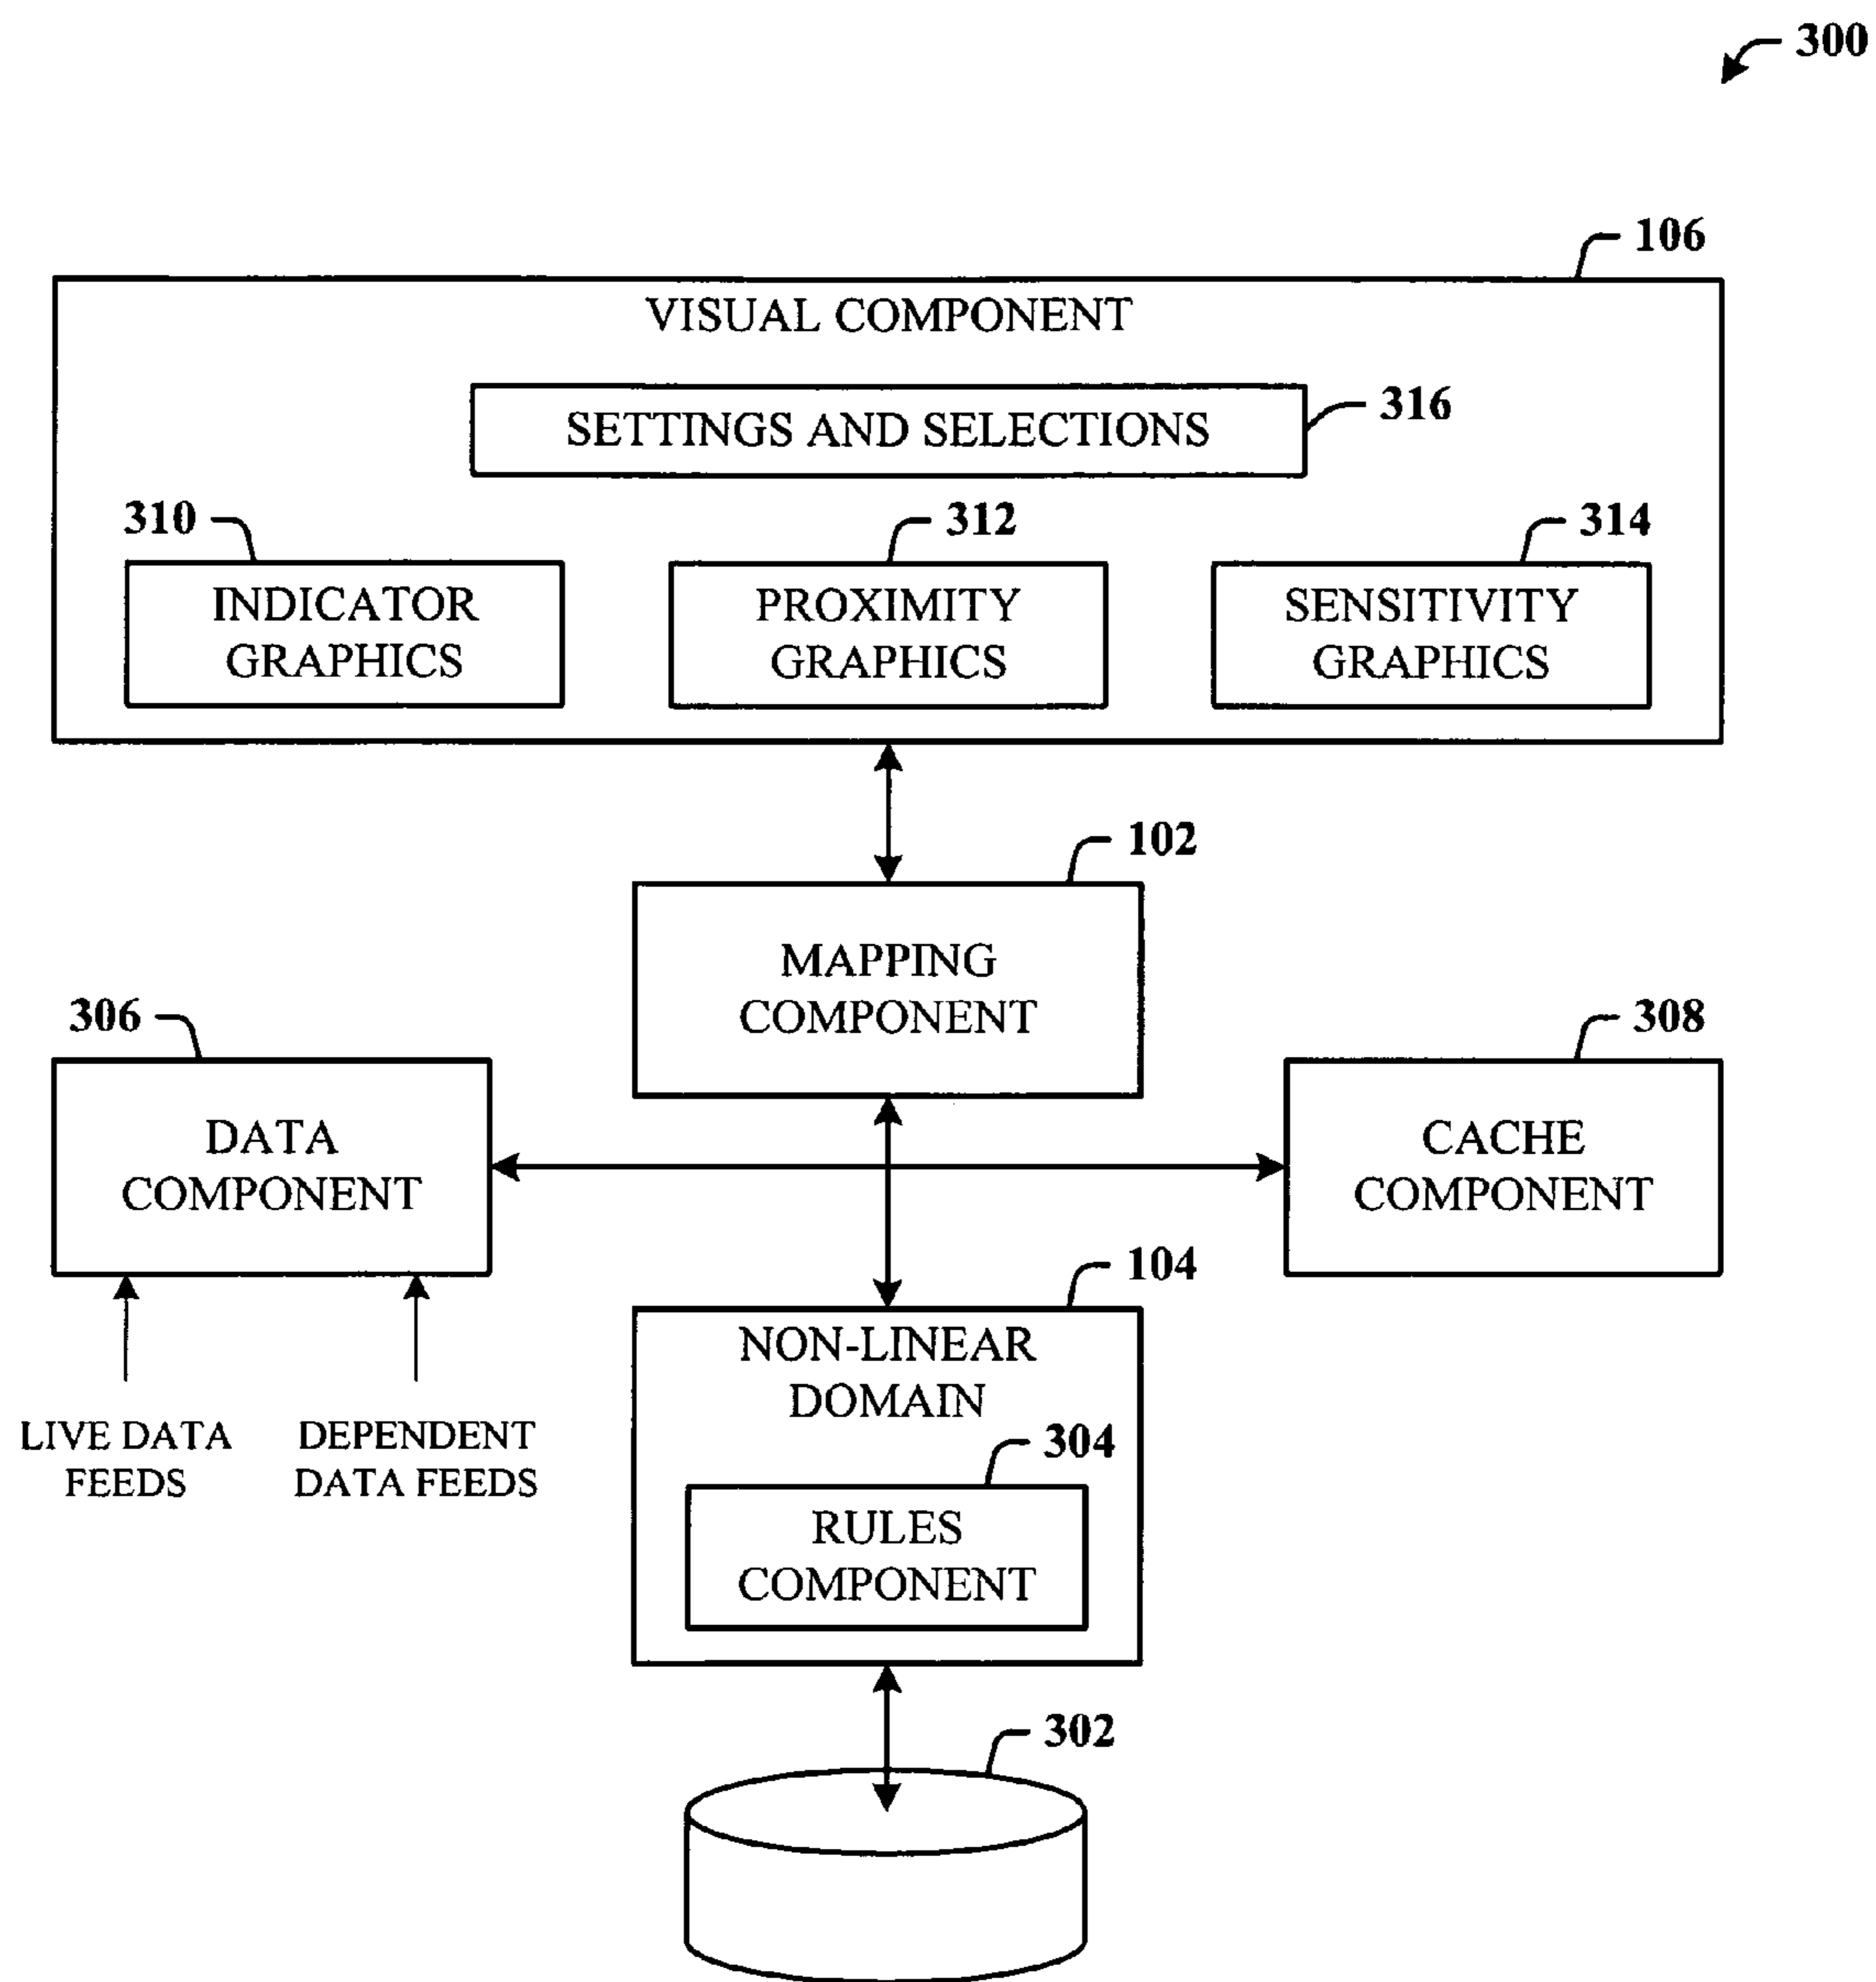 300
106
VISUAL COMPONENT
SETTINGS AND SELECTIONS
316
310
312
314
INDICATOR
GRAPHICS
PROXIMITY
GRAPHICS
SENSITIVITY
GRAPHICS
102
MAPPING
COMPONENT
306
308
DATA
COMPONENT
CACHE
COMPONENT
104
NON-LINEAR
DOMAIN
LIVE DATA
FEEDS
DEPENDENT
DATA FEEDS
304
RULES
COMPONENT
302